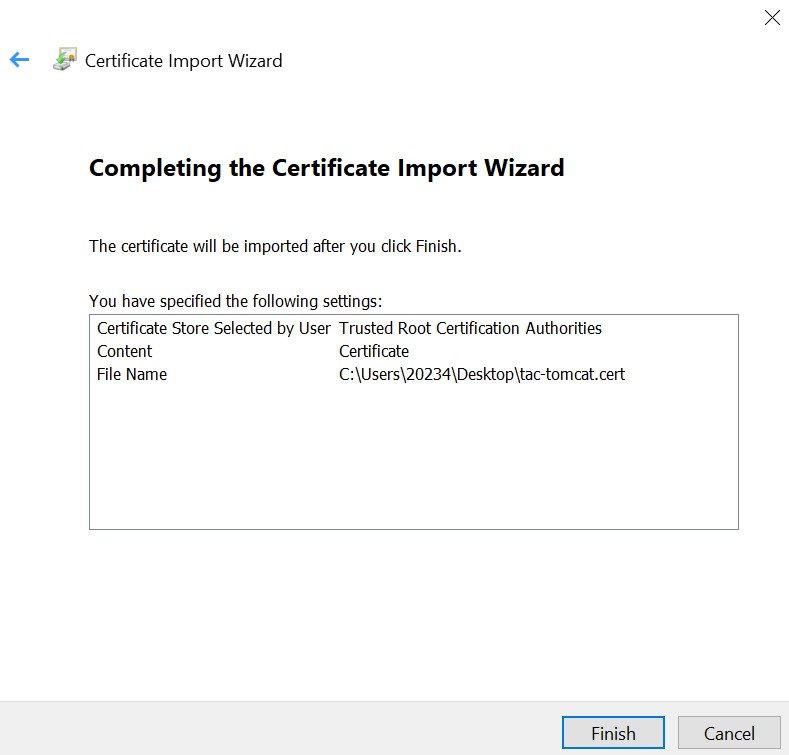 Certificate Import Wizard
Completing the Certificate Import Wizard
The certificate will be imported after you click Finish.
You have specified the following settings:
Certificate Store Selected by User Trusted Root Certification Authorities
Content Certificate
File Name C:\Users\20234\Desktop\tac-tomcat.cert
Finish Cancel